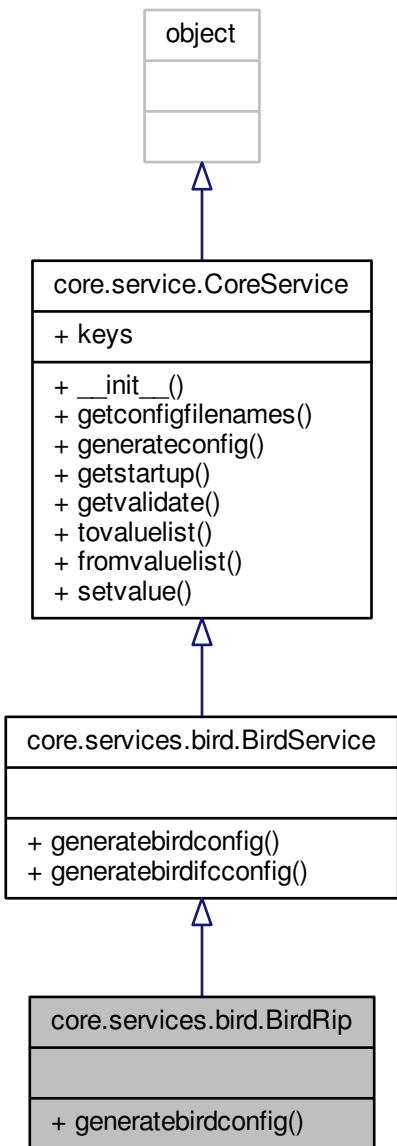 object
core.service.CoreService
+ keys
+ __init__()
+ getconfigfilenames()
+ generateconfig()
+ getstartup()
+ getvalidate()
+ tovaluelist()
+ fromvaluelist()
+ setvalue()
core.services.bird.BirdService
+ generatebirdconfig()
+ generatebirdifcconfig()
core.services.bird.BirdRip
+ generatebirdconfig()